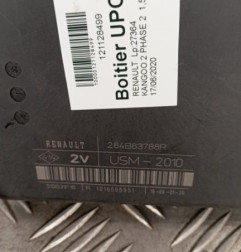 121128499
Boitier UPC
RENAULT Lp 27364
KANGOO 2 PHASE 2 1,5
17/06/2020
RENAULT 284B63788R
2V USM-2010